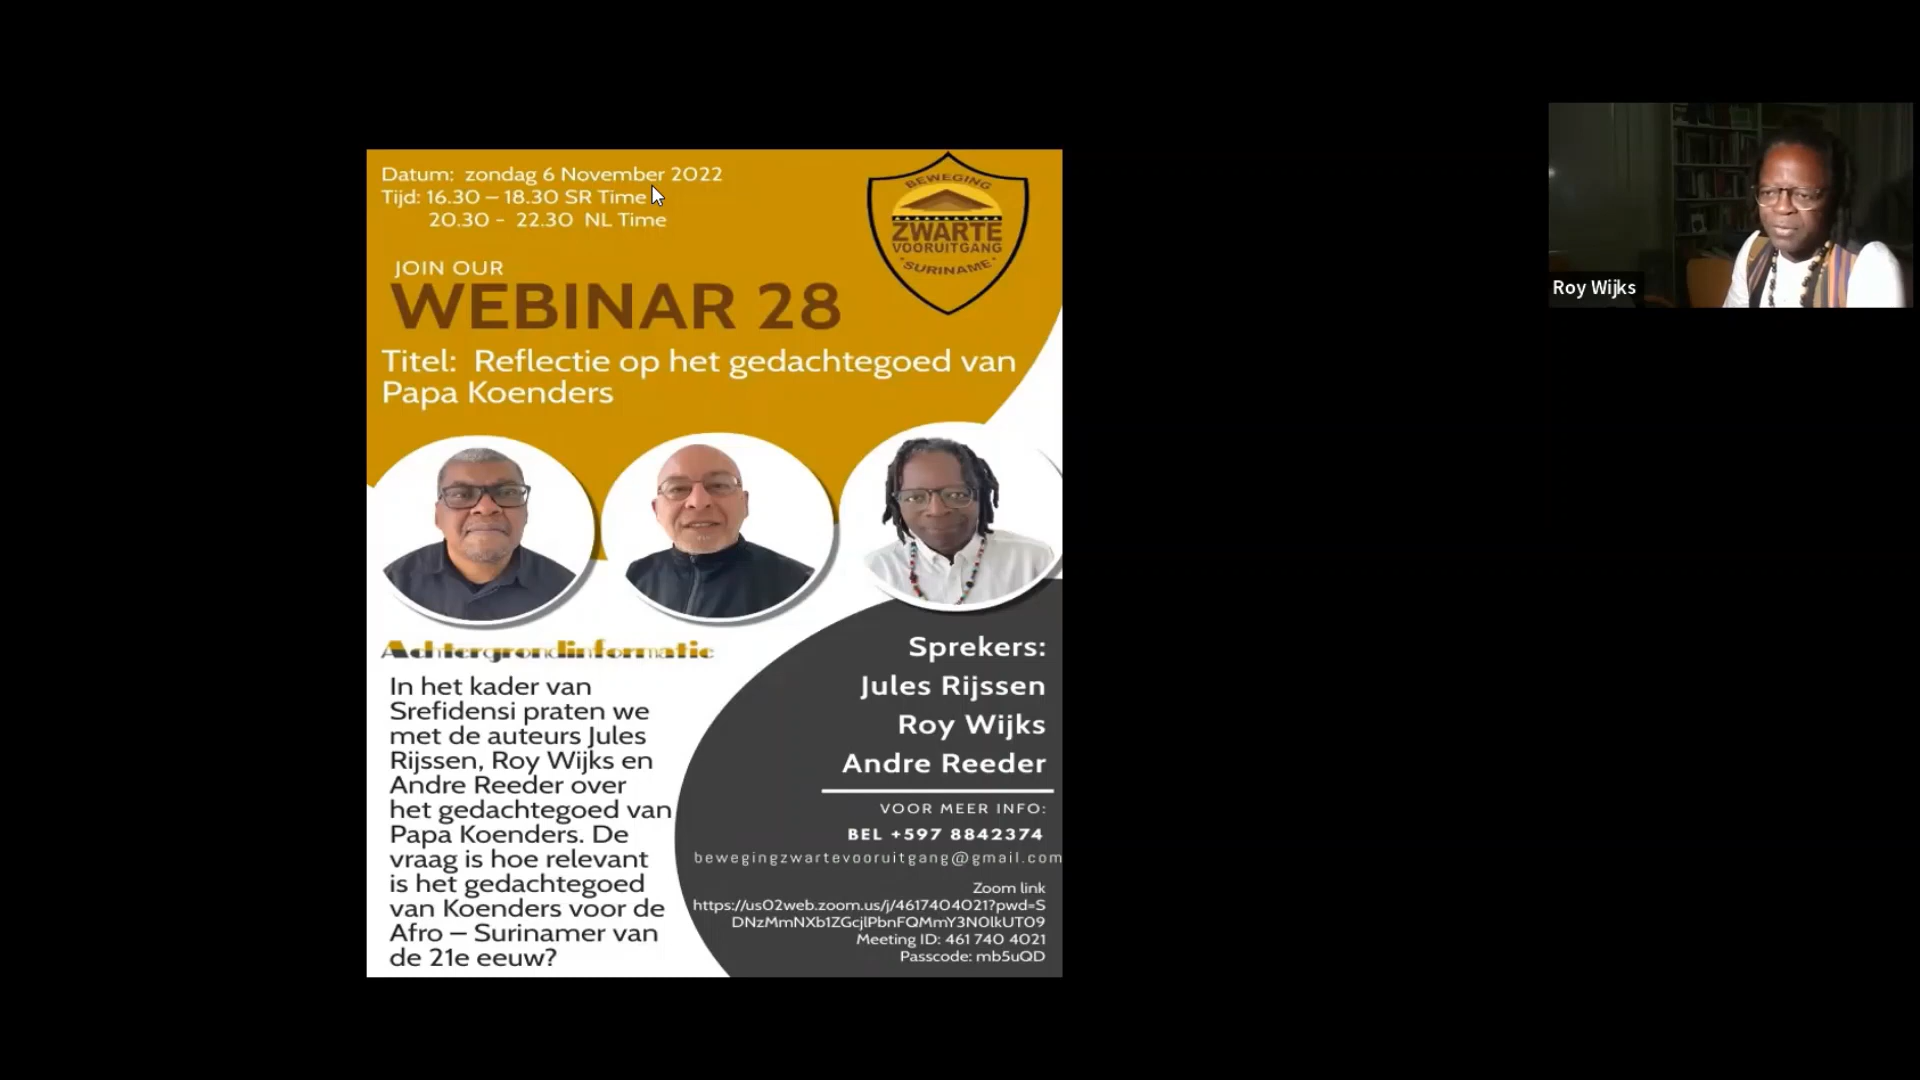 Datum: zondag 6 November 2022
Tijd: 16.30 – 18.30 SR Time
20.30 - 22.30 NL Time
BEWEGING
ZWARTE
VOORUITGANG
SURINAME
JOIN OUR
WEBINAR 28
Titel: Reflectie op het gedachtegoed van
Papa Koenders
Achtergrondinformatie
In het kader van
Srefidensi praten we
met de auteurs Jules
Rijssen, Roy Wijks en
Andre Reeder over
het gedachtegoed van
Papa Koenders. De
vraag is hoe relevant
is het gedachtegoed
van Koenders voor de
Afro – Surinamer van
de 21e eeuw?
Sprekers:
Jules Rijssen
Roy Wijks
Andre Reeder
VOOR MEER INFO:
BEL +597 8842374
bewegingzwartevooruitgang@gmail.com
Zoom link
https://us02web.zoom.us/j/4617404021?pwd=S
DNzMmNXb1ZGcjlPbnFQMmY3N0lkUT09
Meeting ID: 461 740 4021
Passcode: mb5uQD
Roy Wijks